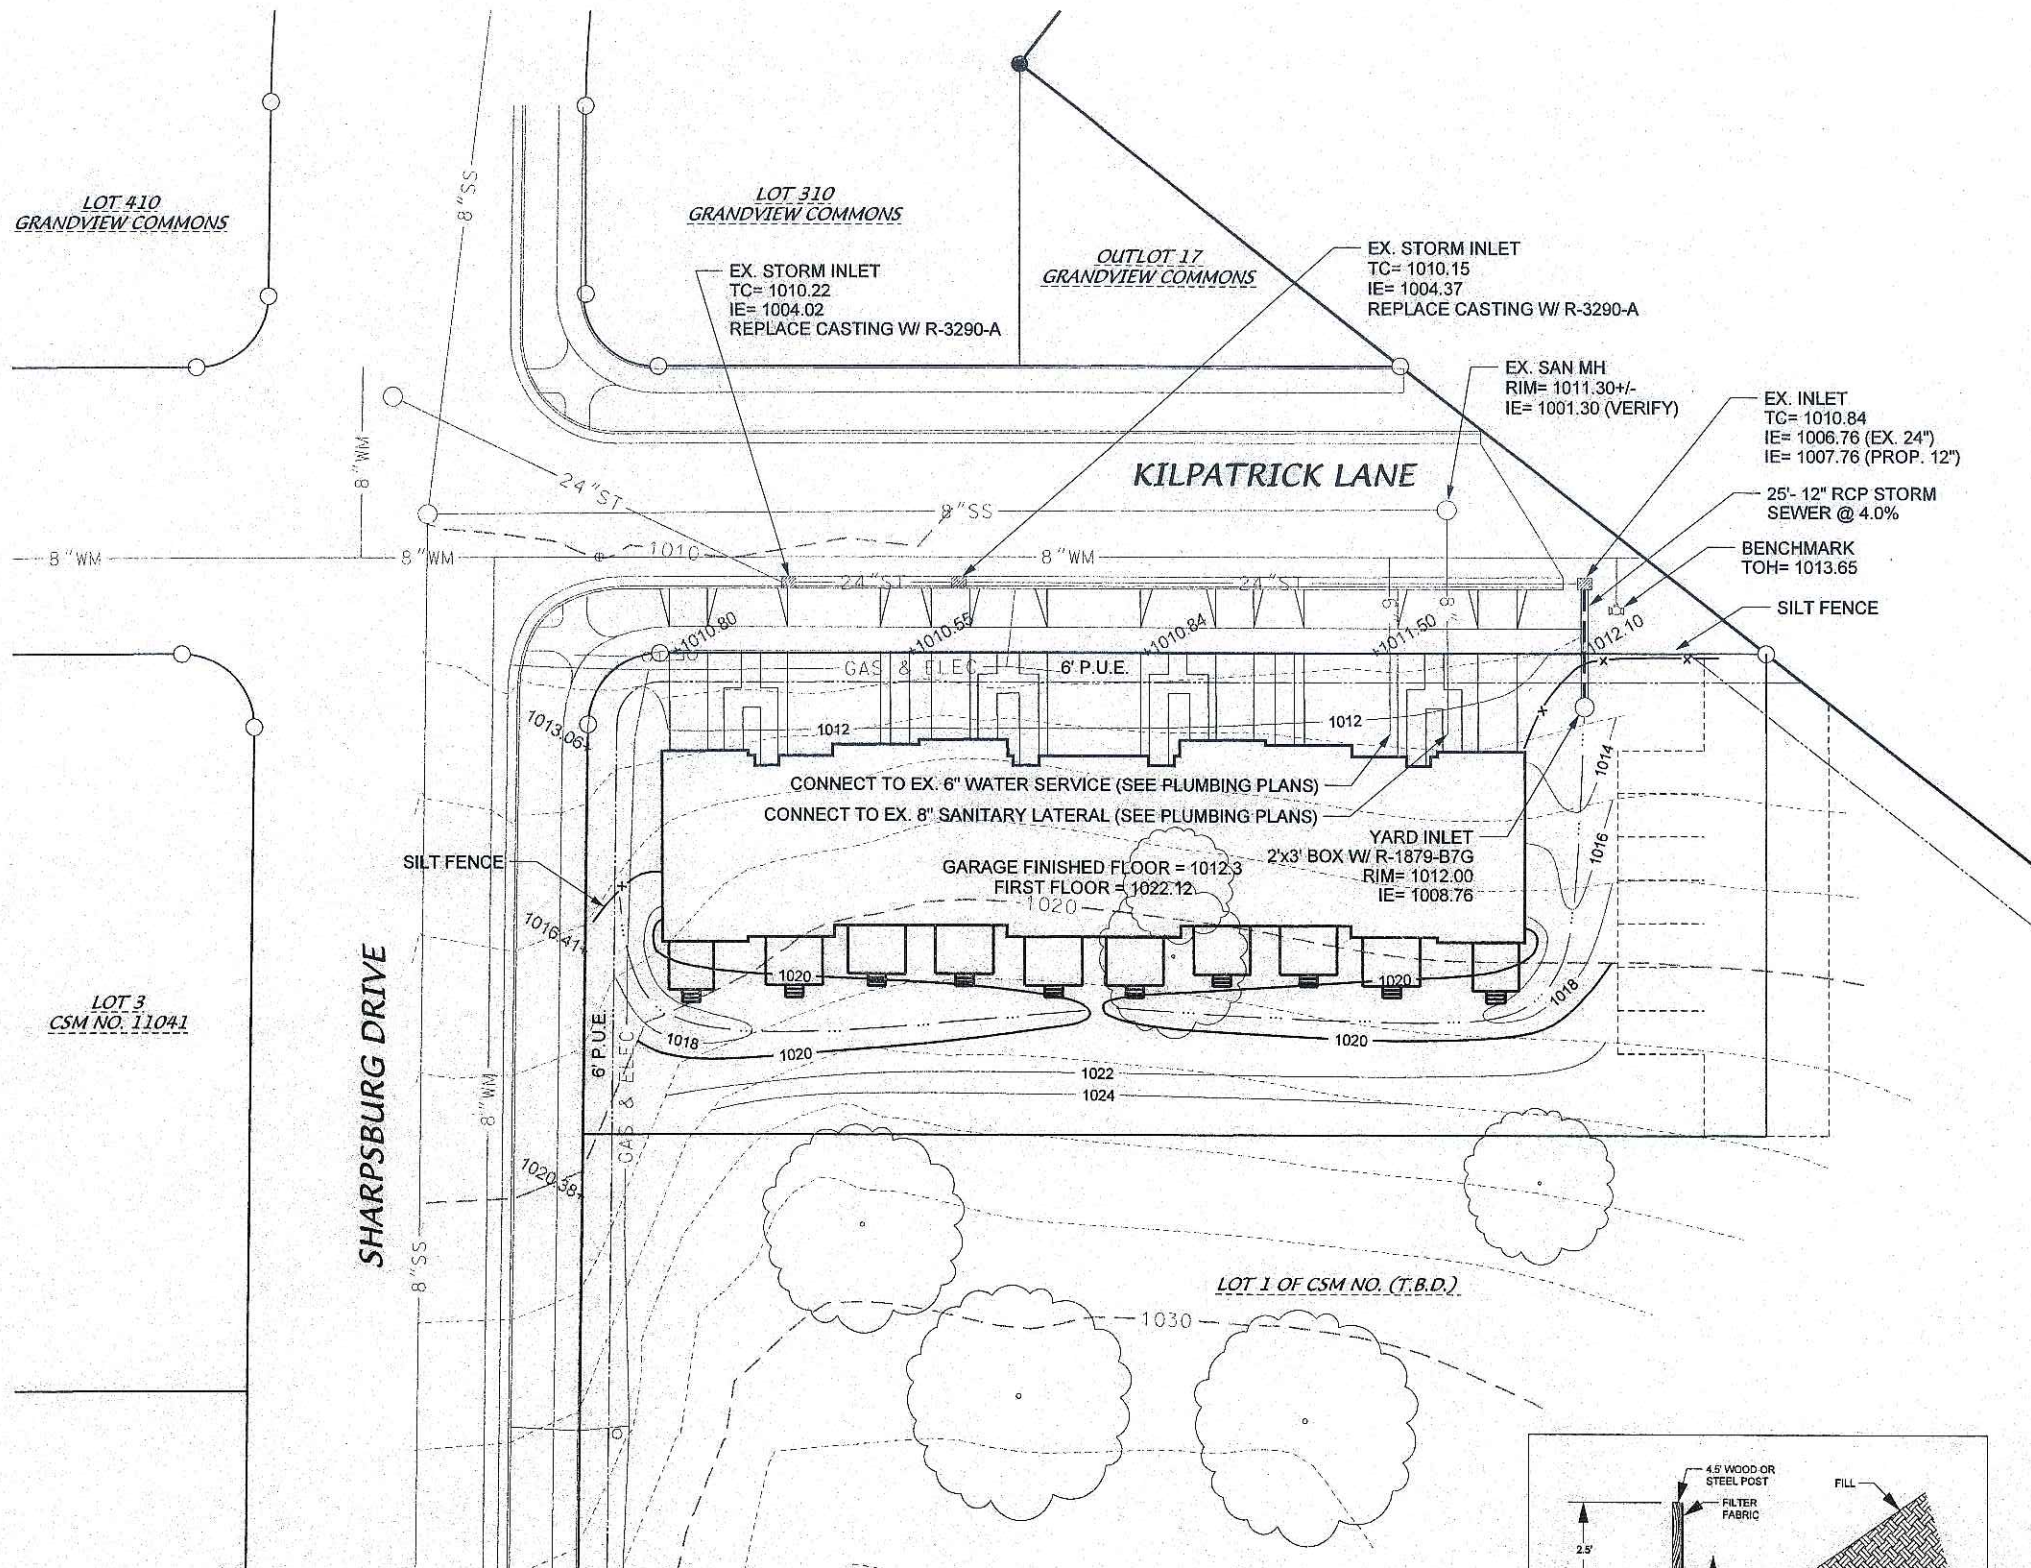 LOT 410
GRANDVIEW COMMONS
8"SS
LOT 310
GRANDVIEW COMMONS
EX. STORM INLET
TC= 1010.22
IE= 1004.02
REPLACE CASTING W/ R-3290-A
OUTLOT 17
GRANDVIEW COMMONS
EX. STORM INLET
TC= 1010.15
IE= 1004.37
REPLACE CASTING W/ R-3290-A
EX. SAN MH
RIM= 1011.30+/-
IE= 1001.30 (VERIFY)
EX. INLET
TC= 1010.84
IE= 1006.76 (EX. 24")
IE= 1007.76 (PROP. 12")
25'- 12" RCP STORM
SEWER @ 4.0%
BENCHMARK
TOH= 1013.65
SILT FENCE
KILPATRICK LANE
8"WM
24"ST
8"SS
8"WM
8"WM
1010
8"WM
24"ST
24"ST
6"
8"
+1010.80
+1010.55
+1010.84
+1011.50
+1012.10
GAS & ELEC
6' P.U.E.
1013.06+
1012
1012
1014
CONNECT TO EX. 6" WATER SERVICE (SEE PLUMBING PLANS)
CONNECT TO EX. 8" SANITARY LATERAL (SEE PLUMBING PLANS)
YARD INLET
2'x3' BOX W/ R-1879-B7G
RIM= 1012.00
IE= 1008.76
1016
SILT FENCE
GARAGE FINISHED FLOOR = 1012.3
FIRST FLOOR = 1022.12
1020
1016.41+
1020
1020
1018
LOT 3
CSM NO. 11041
SHARPSBURG DRIVE
6' P.U.E.
GAS & ELEC
8"WM
1018
1020
1020
1022
1024
1020.38+
8"SS
LOT 1 OF CSM NO. (T.B.D.)
1030
4.5' WOOD OR
STEEL POST
FILTER
FABRIC
FILL
2.5'